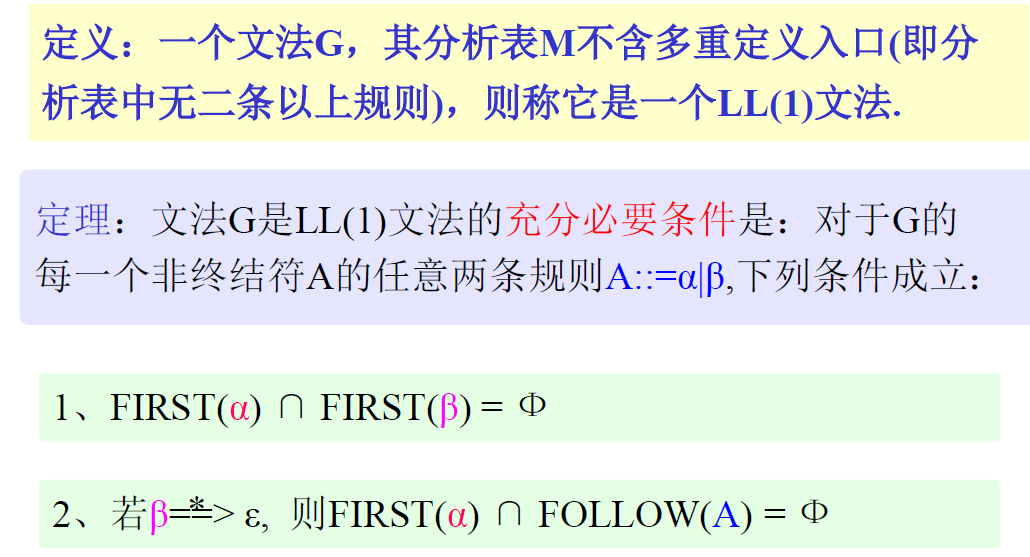 定义：一个文法G，其分析表M不含多重定义入口(即分
析表中无二条以上规则)，则称它是一个LL(1)文法.
定理：文法G是LL(1)文法的充分必要条件是：对于G的
每一个非终结符A的任意两条规则A::=α|β,下列条件成立：
1、FIRST(α) ∩ FIRST(β) = Φ
2、若β=*=> ε, 则FIRST(α) ∩ FOLLOW(A) = Φ